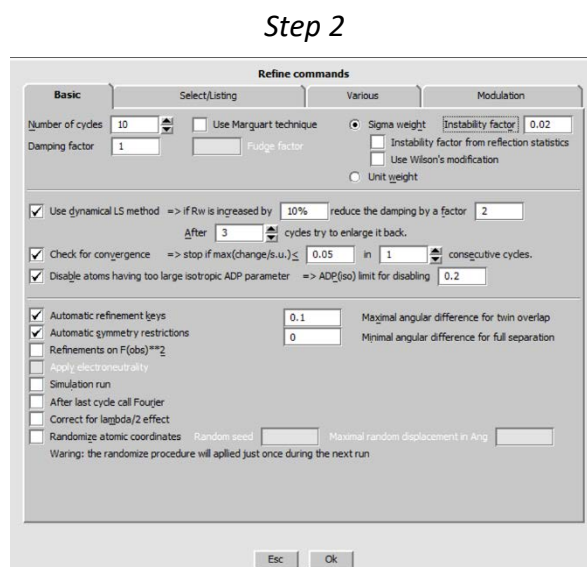 Step 2
Refine commands
Basic Select/Listing Various Modulation
Number of cycles 10 Use Marquart technique Sigma weight Instability factor 0.02
Damping factor 1 Fudge factor Instability factor from reflection statistics
Use Wilson's modification
Unit weight
Use dynamical LS method => if Rw is increased by 10% reduce the damping by a factor 2
After 3 cycles try to enlarge it back.
Check for convergence => stop if max(change/s.u.)< 0.05 in 1 consecutive cycles.
Disable atoms having too large isotropic ADP parameter => ADP(iso) limit for disabling 0.2
Automatic refinement keys 0.1 Maximal angular difference for twin overlap
Automatic symmetry restrictions 0 Minimal angular difference for full separation
Refinements on F(obs)**2
Apply electroneutrality
Simulation run
After last cycle call Fourier
Correct for lambda/2 effect
Randomize atomic coordinates Random seed Maximal random displacement in Ang
Waring: the randomize procedure will aplied just once during the next run
Esc Ok